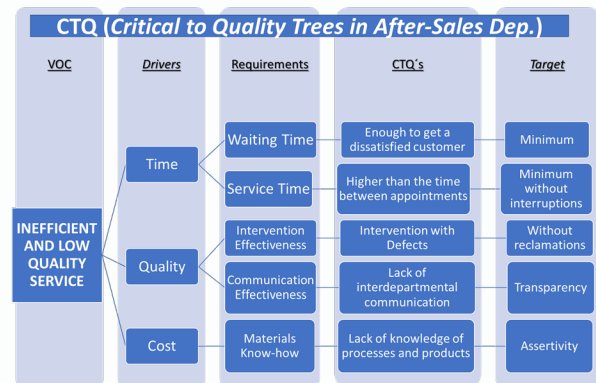 CTQ (Critical to Quality Trees in After-Sales Dep.)
VOC
Drivers
Requirements
CTQ´s
Target
INEFFICIENT
AND LOW
QUALITY
SERVICE
Time
Waiting Time
Enough to get a
dissatisfied customer
Minimum
Service Time
Higher than the time
between appointments
Minimum
without
interruptions
Quality
Intervention
Effectiveness
Intervention with
Defects
Without
reclamations
Communication
Effectiveness
Lack of
interdepartmental
communication
Transparency
Cost
Materials
Know-how
Lack of knowledge of
processes and products
Assertivity